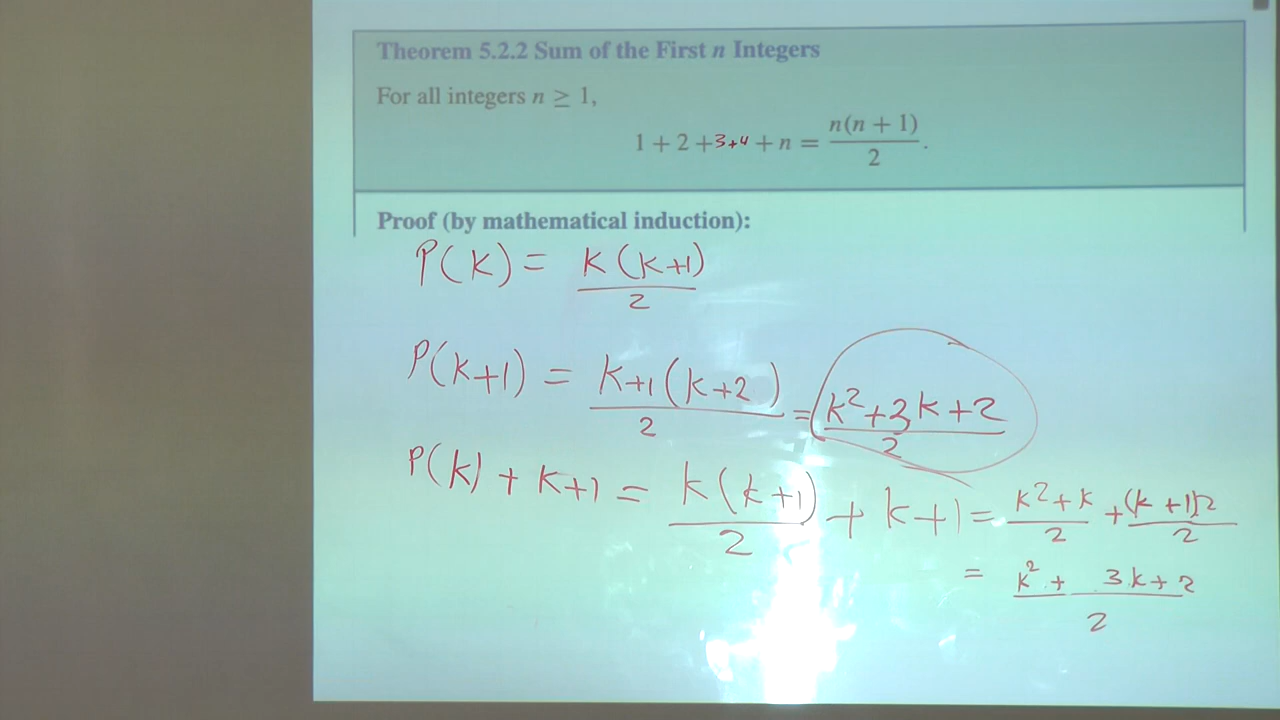 Theorem 5.2.2 Sum of the First n Integers
For all integers n ≥ 1,
1 + 2 + 3+4 + n = n(n + 1) / 2 .
Proof (by mathematical induction):
P(k) = k(k+1) / 2
P(k+1) = k+1(k+2) / 2 = k²+3k+2 / 2
P(k) + k+1 = k(k+1) / 2 + k+1 = k²+k / 2 + (k+1)2 / 2
= k² + 3k+2 / 2